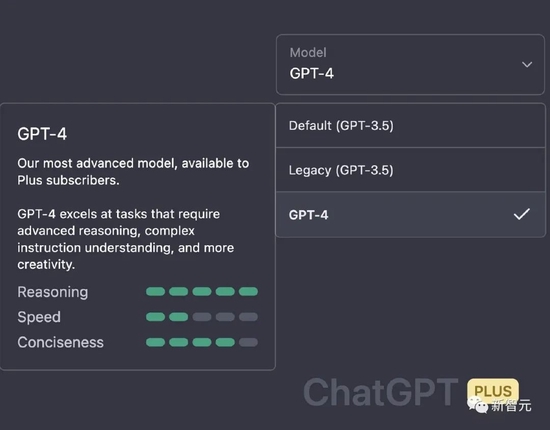 Model
GPT-4
Default (GPT-3.5)
Legacy (GPT-3.5)
GPT-4
GPT-4
Our most advanced model, available to
Plus subscribers.
GPT-4 excels at tasks that require
advanced reasoning, complex
instruction understanding, and more
creativity.
Reasoning
Speed
Conciseness
ChatGPT PLUS
新智元